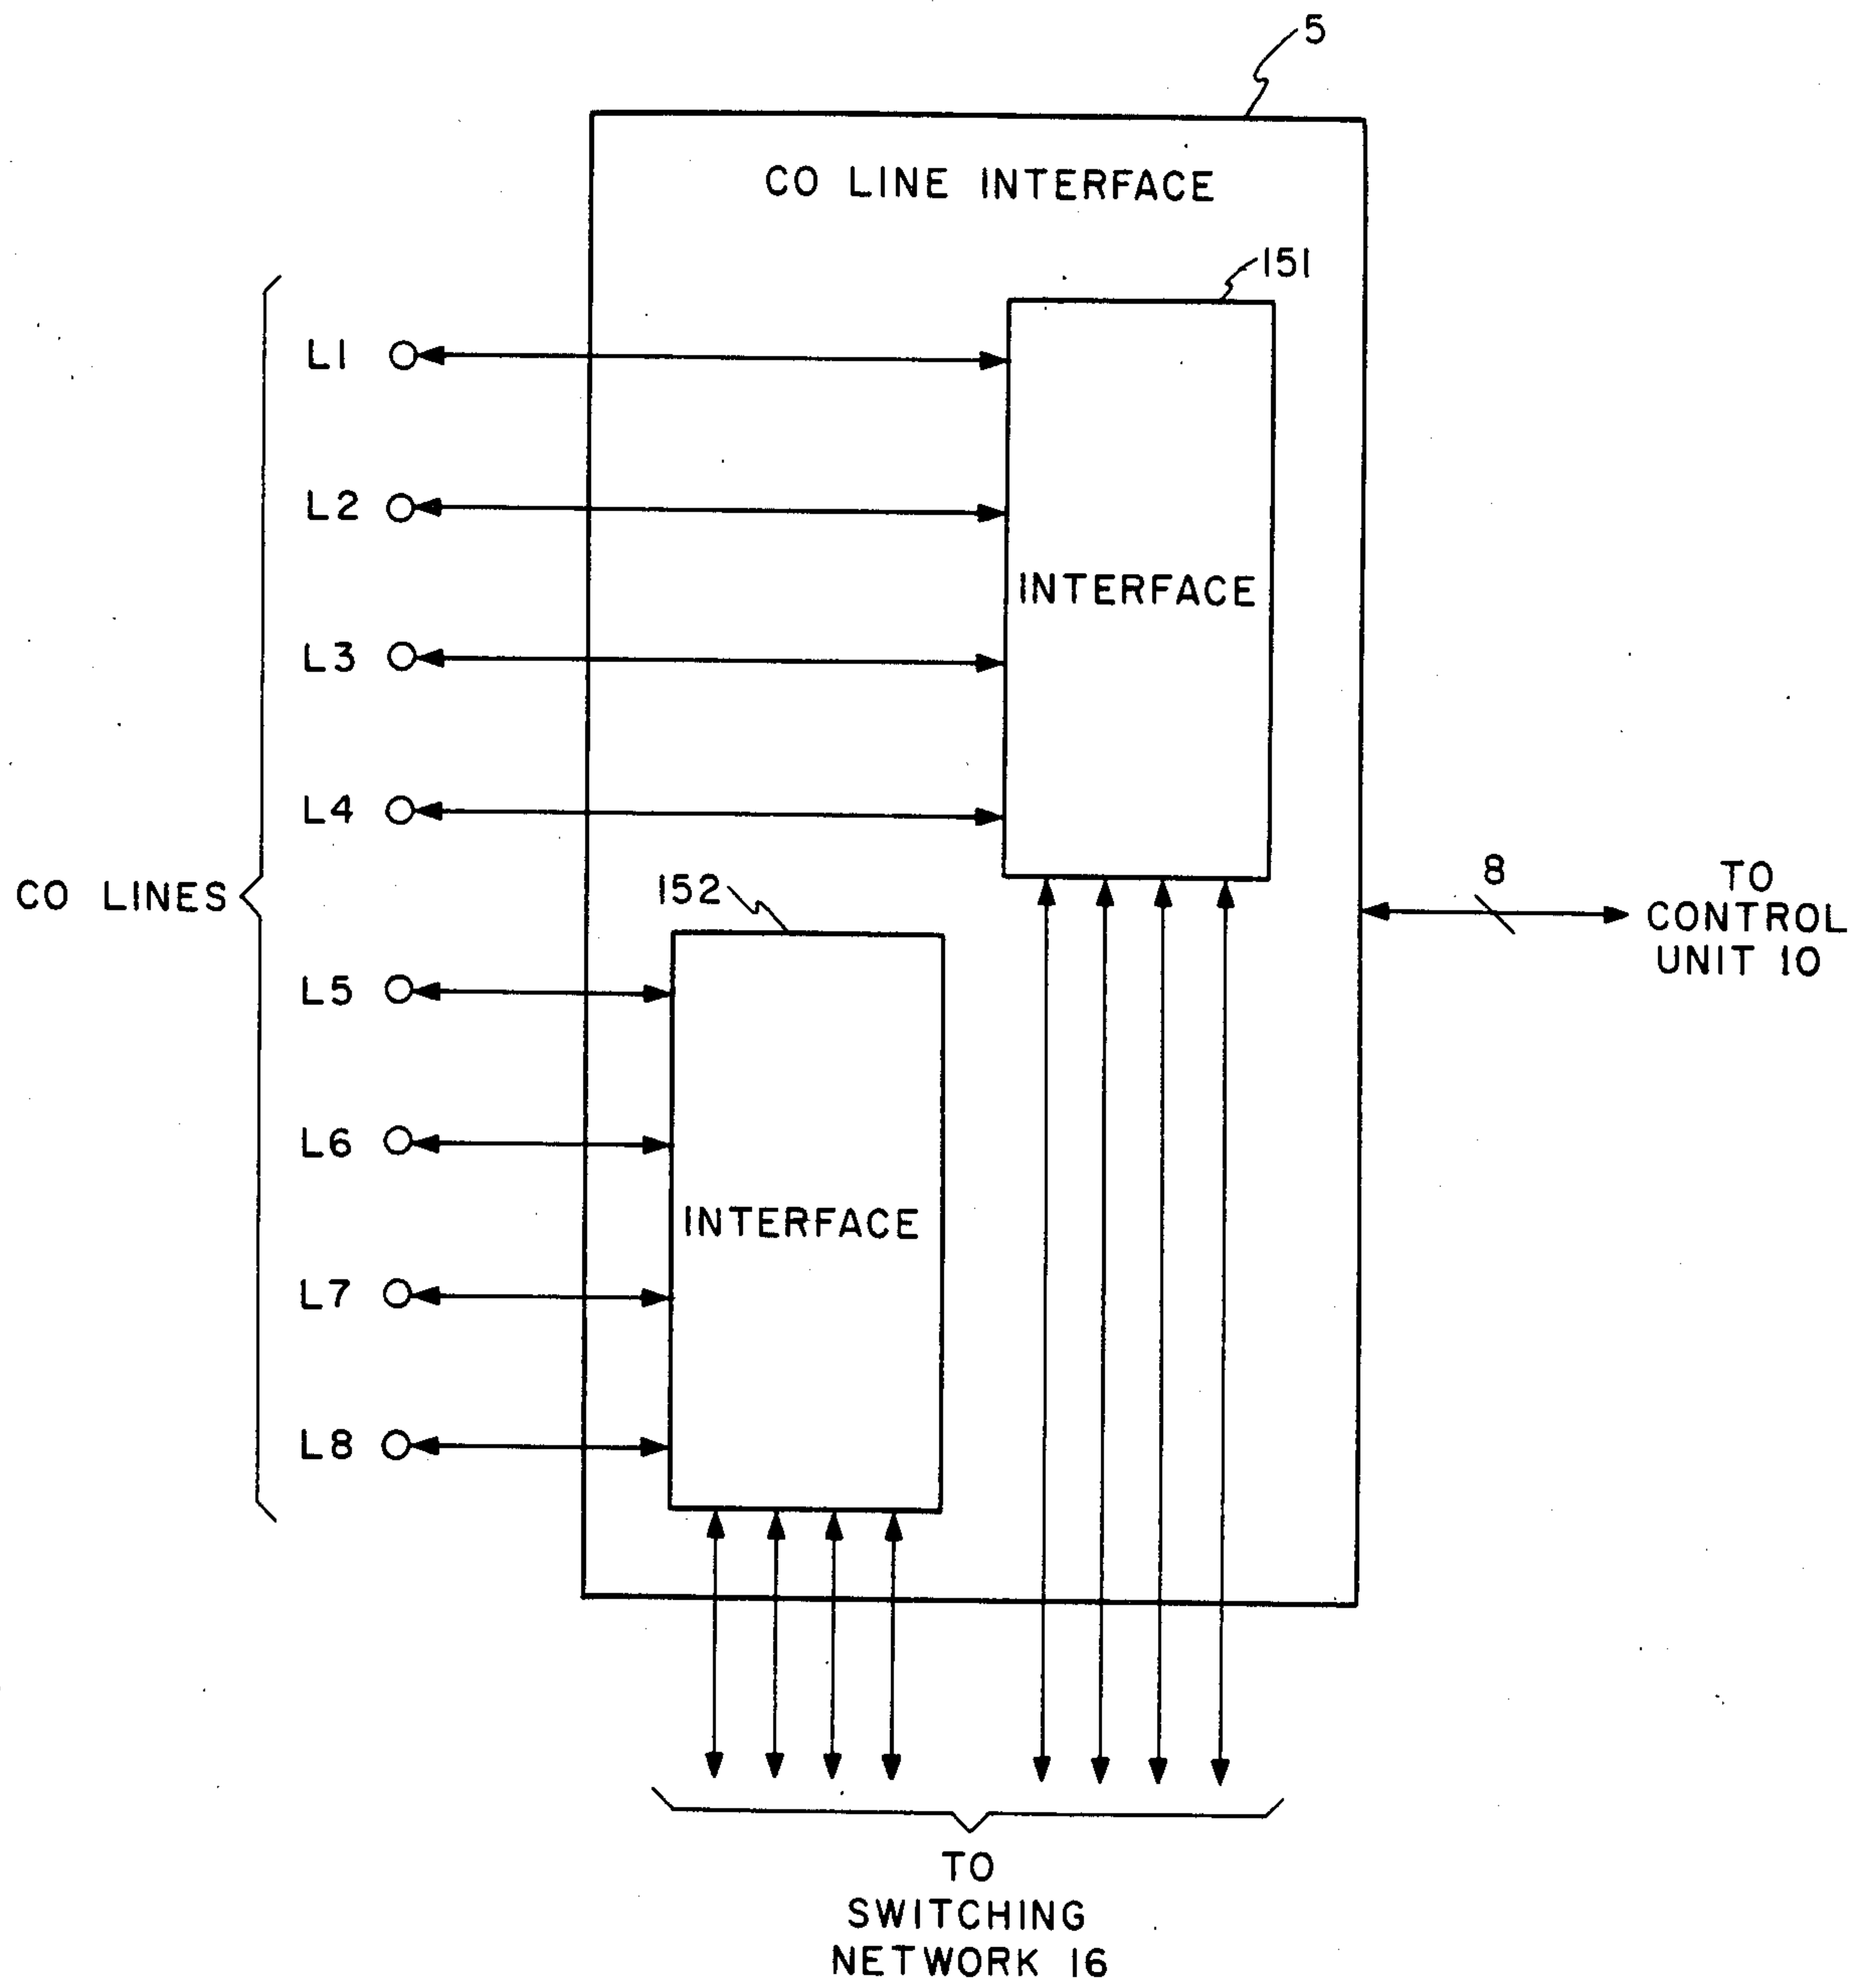 5
CO LINE INTERFACE
151
L1
L2
INTERFACE
L3
L4
CO LINES
152
8
TO
CONTROL
UNIT 10
L5
L6
INTERFACE
L7
L8
TO
SWITCHING
NETWORK 16